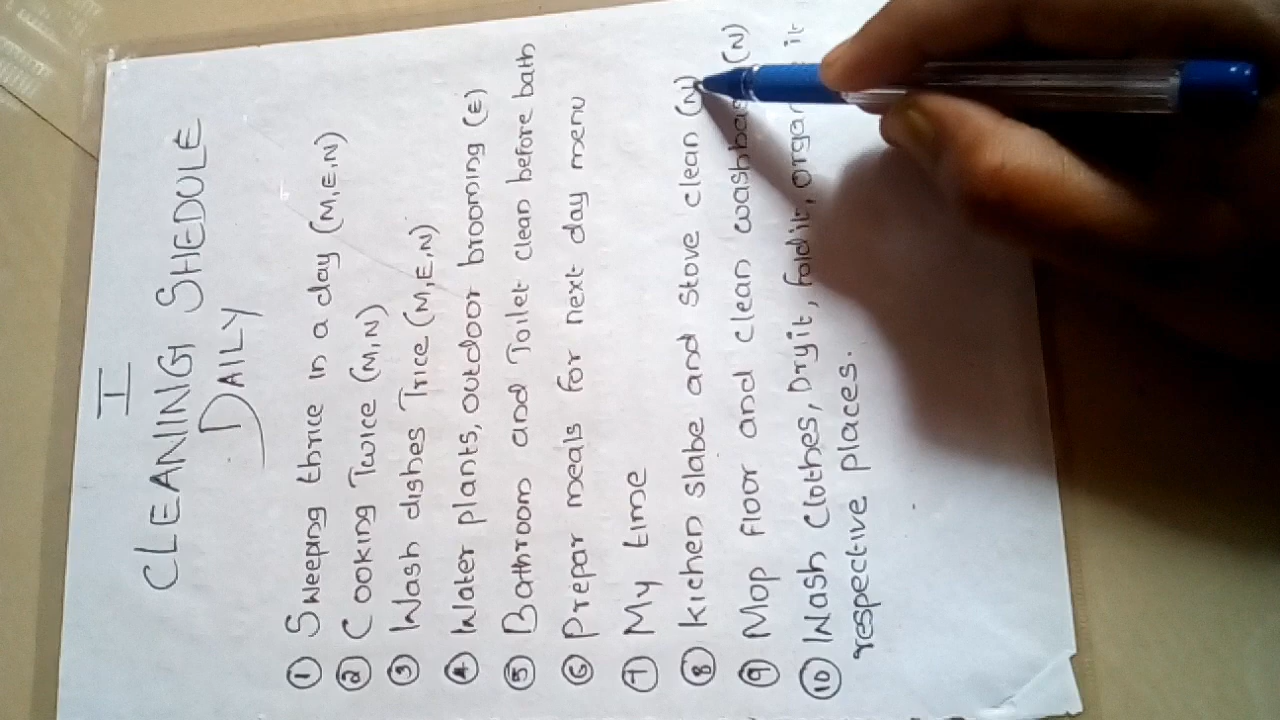 I
CLEANING SHEDULE
DAILY
① Sweeping thrice in a day (M,E,N)
② Cooking Twice (M,N)
③ Wash dishes Trice (M,E,N)
④ Water plants, outdoor brooming (E)
⑤ Bathroom and Toilet clean before bath
⑥ Prepar meals for next day menu
⑦ My time
⑧ Kichen slabe and Stove clean (N)
⑨ Mop floor and clean (N)
⑩ Wash Clothes, Dry it, fold it, it
respective places.